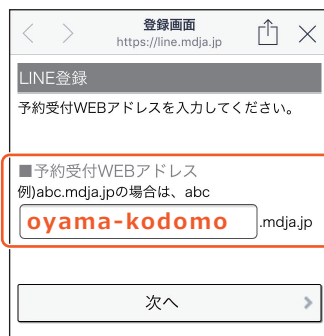 登録画面
https://line.mdja.jp
LINE登録
予約受付WEBアドレスを入力してください。
■予約受付WEBアドレス
例)abc.mdja.jpの場合は、abc
oyama-kodomo .mdja.jp
次へ